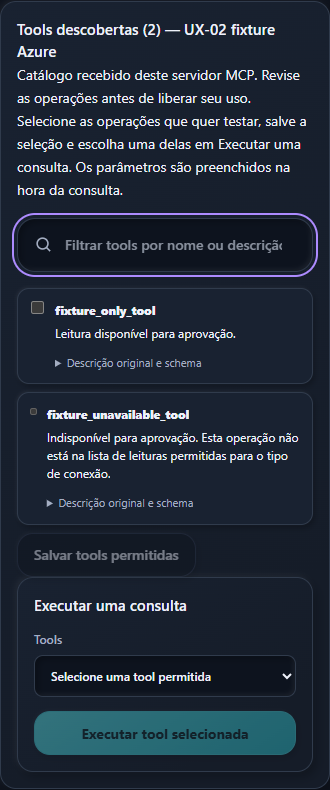 Tools descobertas (2) — UX-02 fixture
Azure
Catálogo recebido deste servidor MCP. Revise
as operações antes de liberar seu uso.
Selecione as operações que quer testar, salve a
seleção e escolha uma delas em Executar uma
consulta. Os parâmetros são preenchidos na
hora da consulta.
Filtrar tools por nome ou descriçã
fixture_only_tool
Leitura disponível para aprovação.
Descrição original e schema
fixture_unavailable_tool
Indisponível para aprovação. Esta operação não
está na lista de leituras permitidas para o tipo
de conexão.
Descrição original e schema
Salvar tools permitidas
Executar uma consulta
Tools
Selecione uma tool permitida
Executar tool selecionada